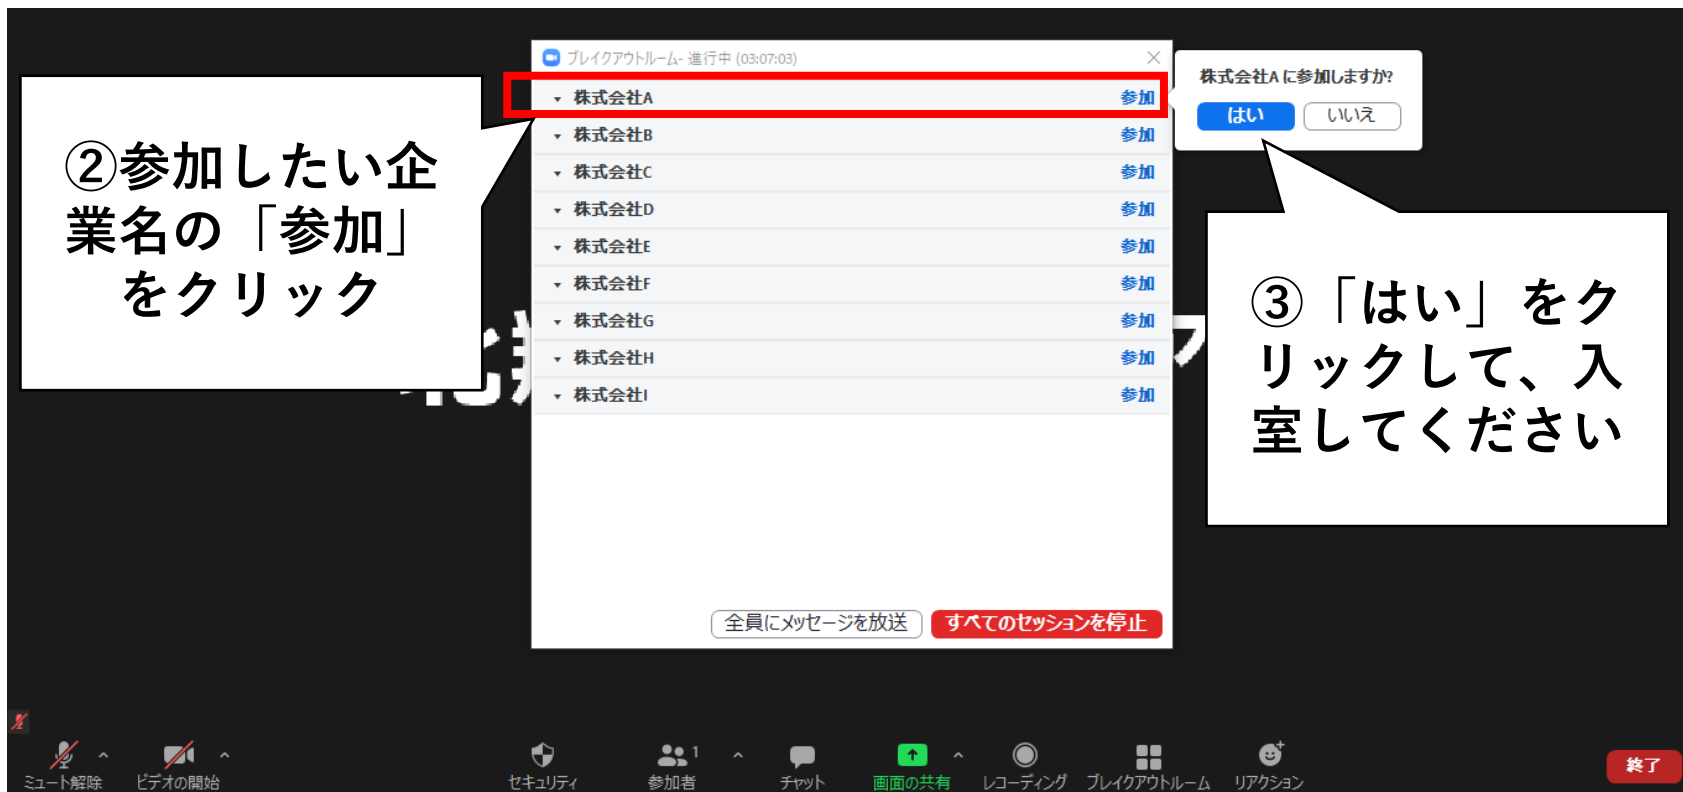 ブレイクアウトルーム- 進行中 (03:07:03)
株式会社A 参加
株式会社B 参加
株式会社C 参加
株式会社D 参加
株式会社E 参加
株式会社F 参加
株式会社G 参加
株式会社H 参加
株式会社I 参加
全員にメッセージを放送 すべてのセッションを停止
株式会社A に参加しますか?
はい いいえ
②参加したい企
業名の「参加」
をクリック
③「はい」をク
リックして、入
室してください
ミュート解除 ビデオの開始 セキュリティ 参加者 1 チャット 画面の共有 レコーディング ブレイクアウトルーム リアクション 終了